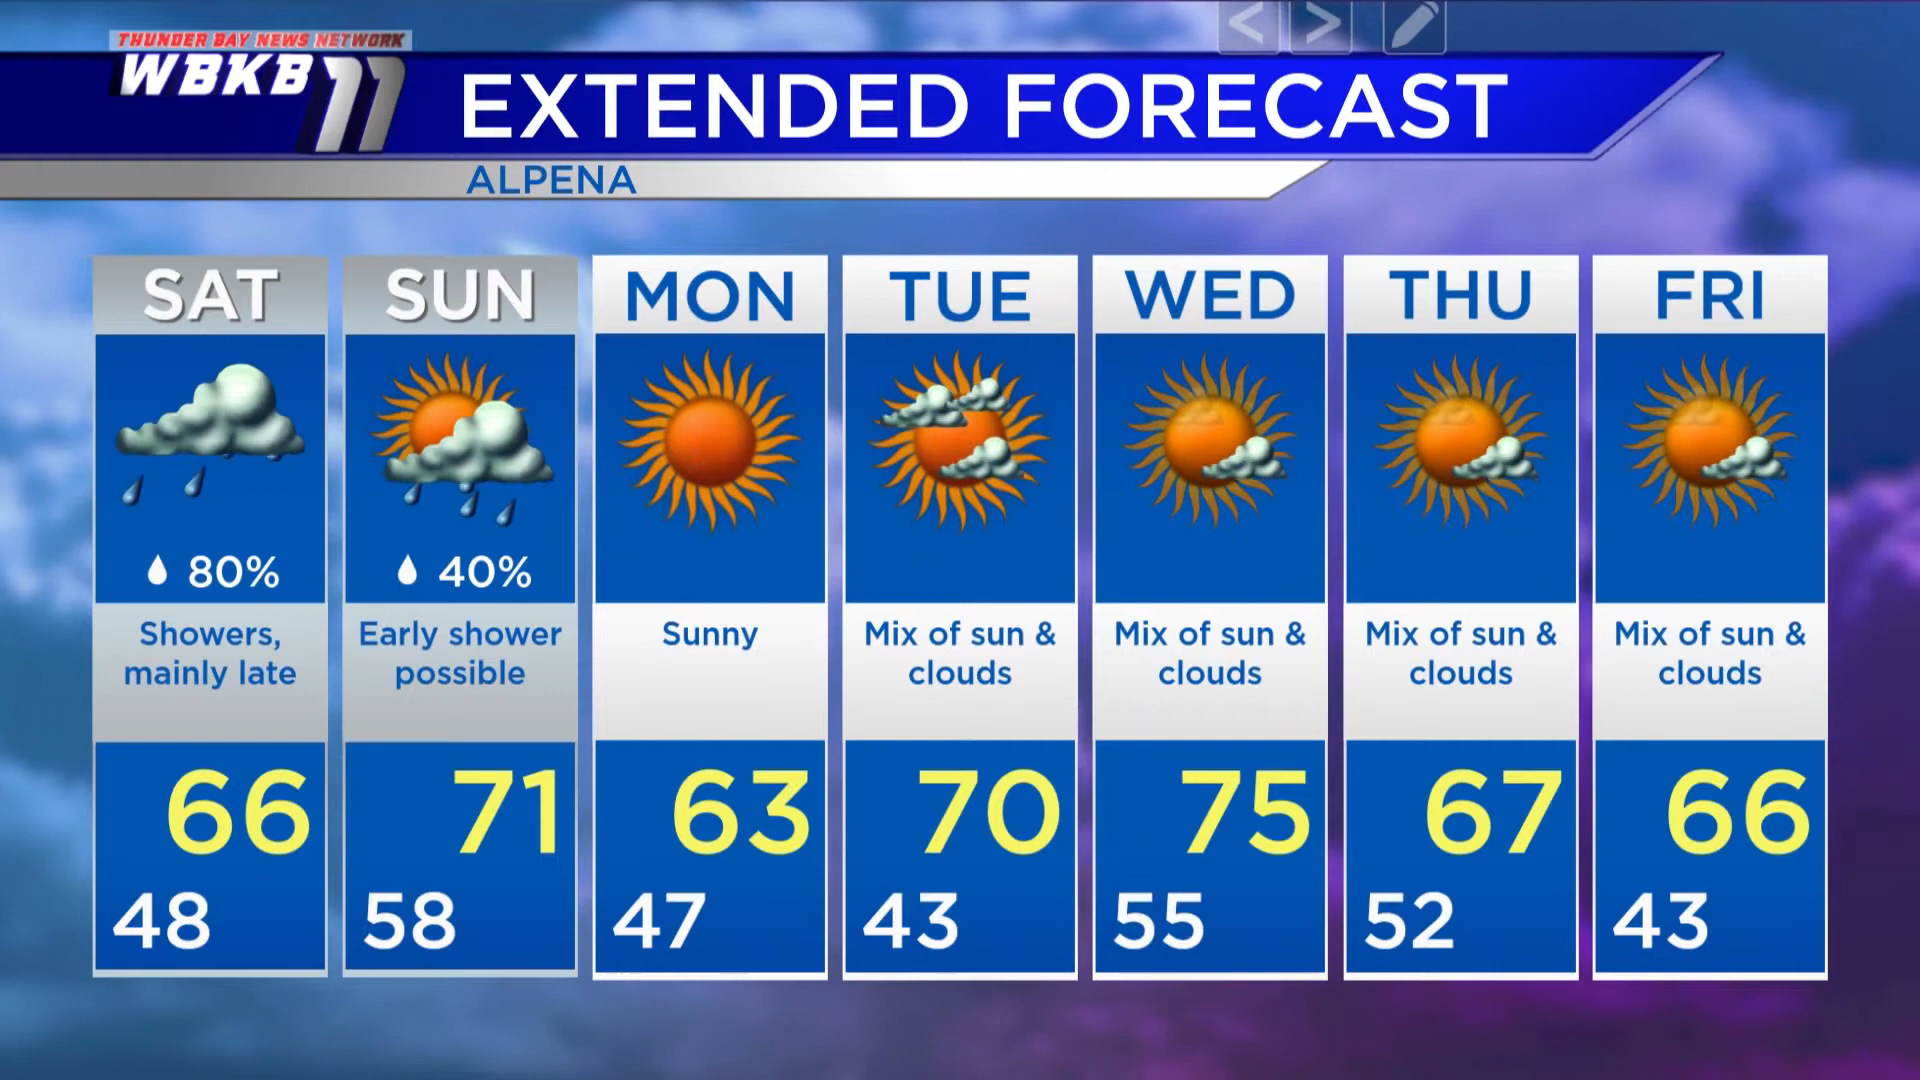 THUNDER BAY NEWS NETWORK
WBKB 11
EXTENDED FORECAST
ALPENA
SAT
80%
Showers,
mainly late
66
48
SUN
40%
Early shower
possible
71
58
MON
Sunny
63
47
TUE
Mix of sun &
clouds
70
43
WED
Mix of sun &
clouds
75
55
THU
Mix of sun &
clouds
67
52
FRI
Mix of sun &
clouds
66
43